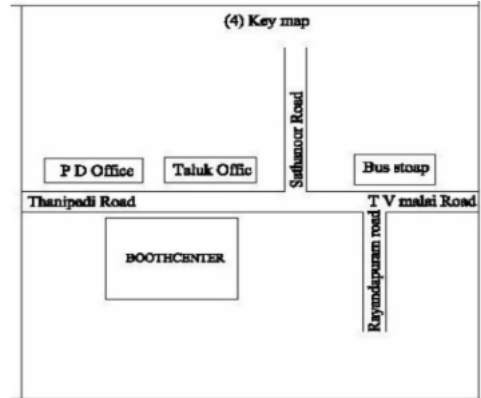 (4) Key map
Sathanoor Road
P D Office
Taluk Offic
Bus stoap
Thanipadi Road
T V malai Road
BOOTHCENTER
Rayandapuram road